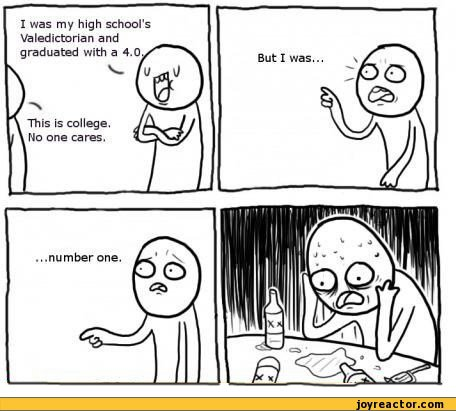 I was my high school's
Valedictorian and
graduated with a 4.0.
This is college.
No one cares.
But I was...
...number one.
x x
x x
joyreactor.com